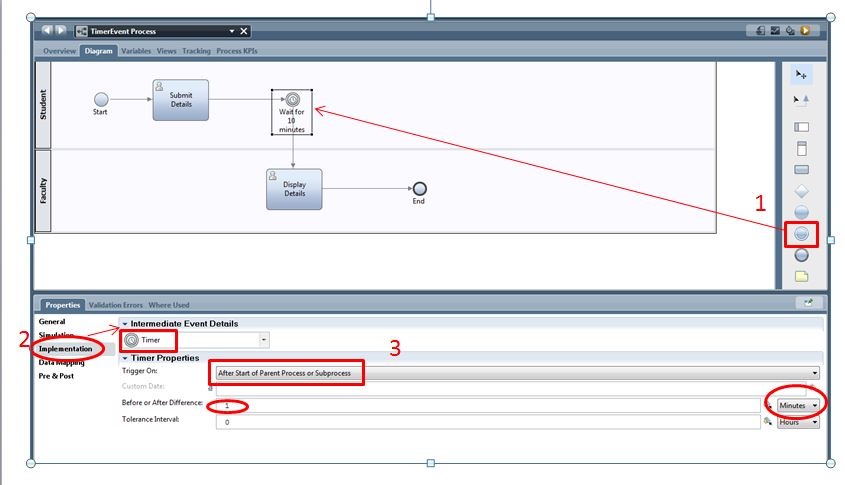 TimerEvent Process
Overview Diagram Variables Views Tracking Process KPIs
Student
Start
Submit
Details
Wait for
10
minutes
1
Faculty
Display
Details
End
Properties Validation Errors Where Used
General
Simulation
Implementation
Data Mapping
Pre & Post
2
Intermediate Event Details
Timer
3
Timer Properties
Trigger On: After Start of Parent Process or Subprocess
Custom Date:
Before or After Difference: 1 Minutes
Tolerance Interval: 0 Hours